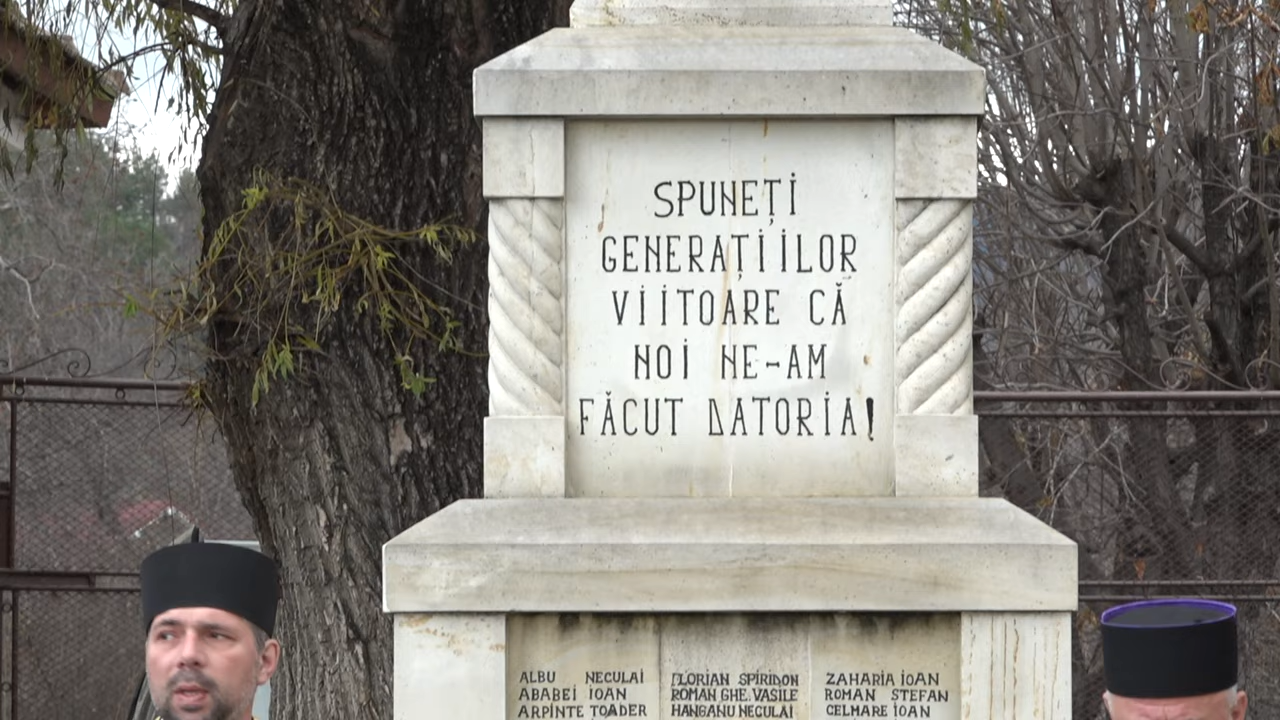 SPUNEȚI
GENERAȚIILOR
VIITOARE CĂ
NOI NE-AM
FĂCUT DATORIA!
ALBU NECULAI
ABABEI IOAN
ARPINTE TOADER
FLORIAN SPIRIDON
ROMAN GHE. VASILE
HANGANU NECULAI
ZAHARIA IOAN
ROMAN STEFAN
CELMARE IOAN